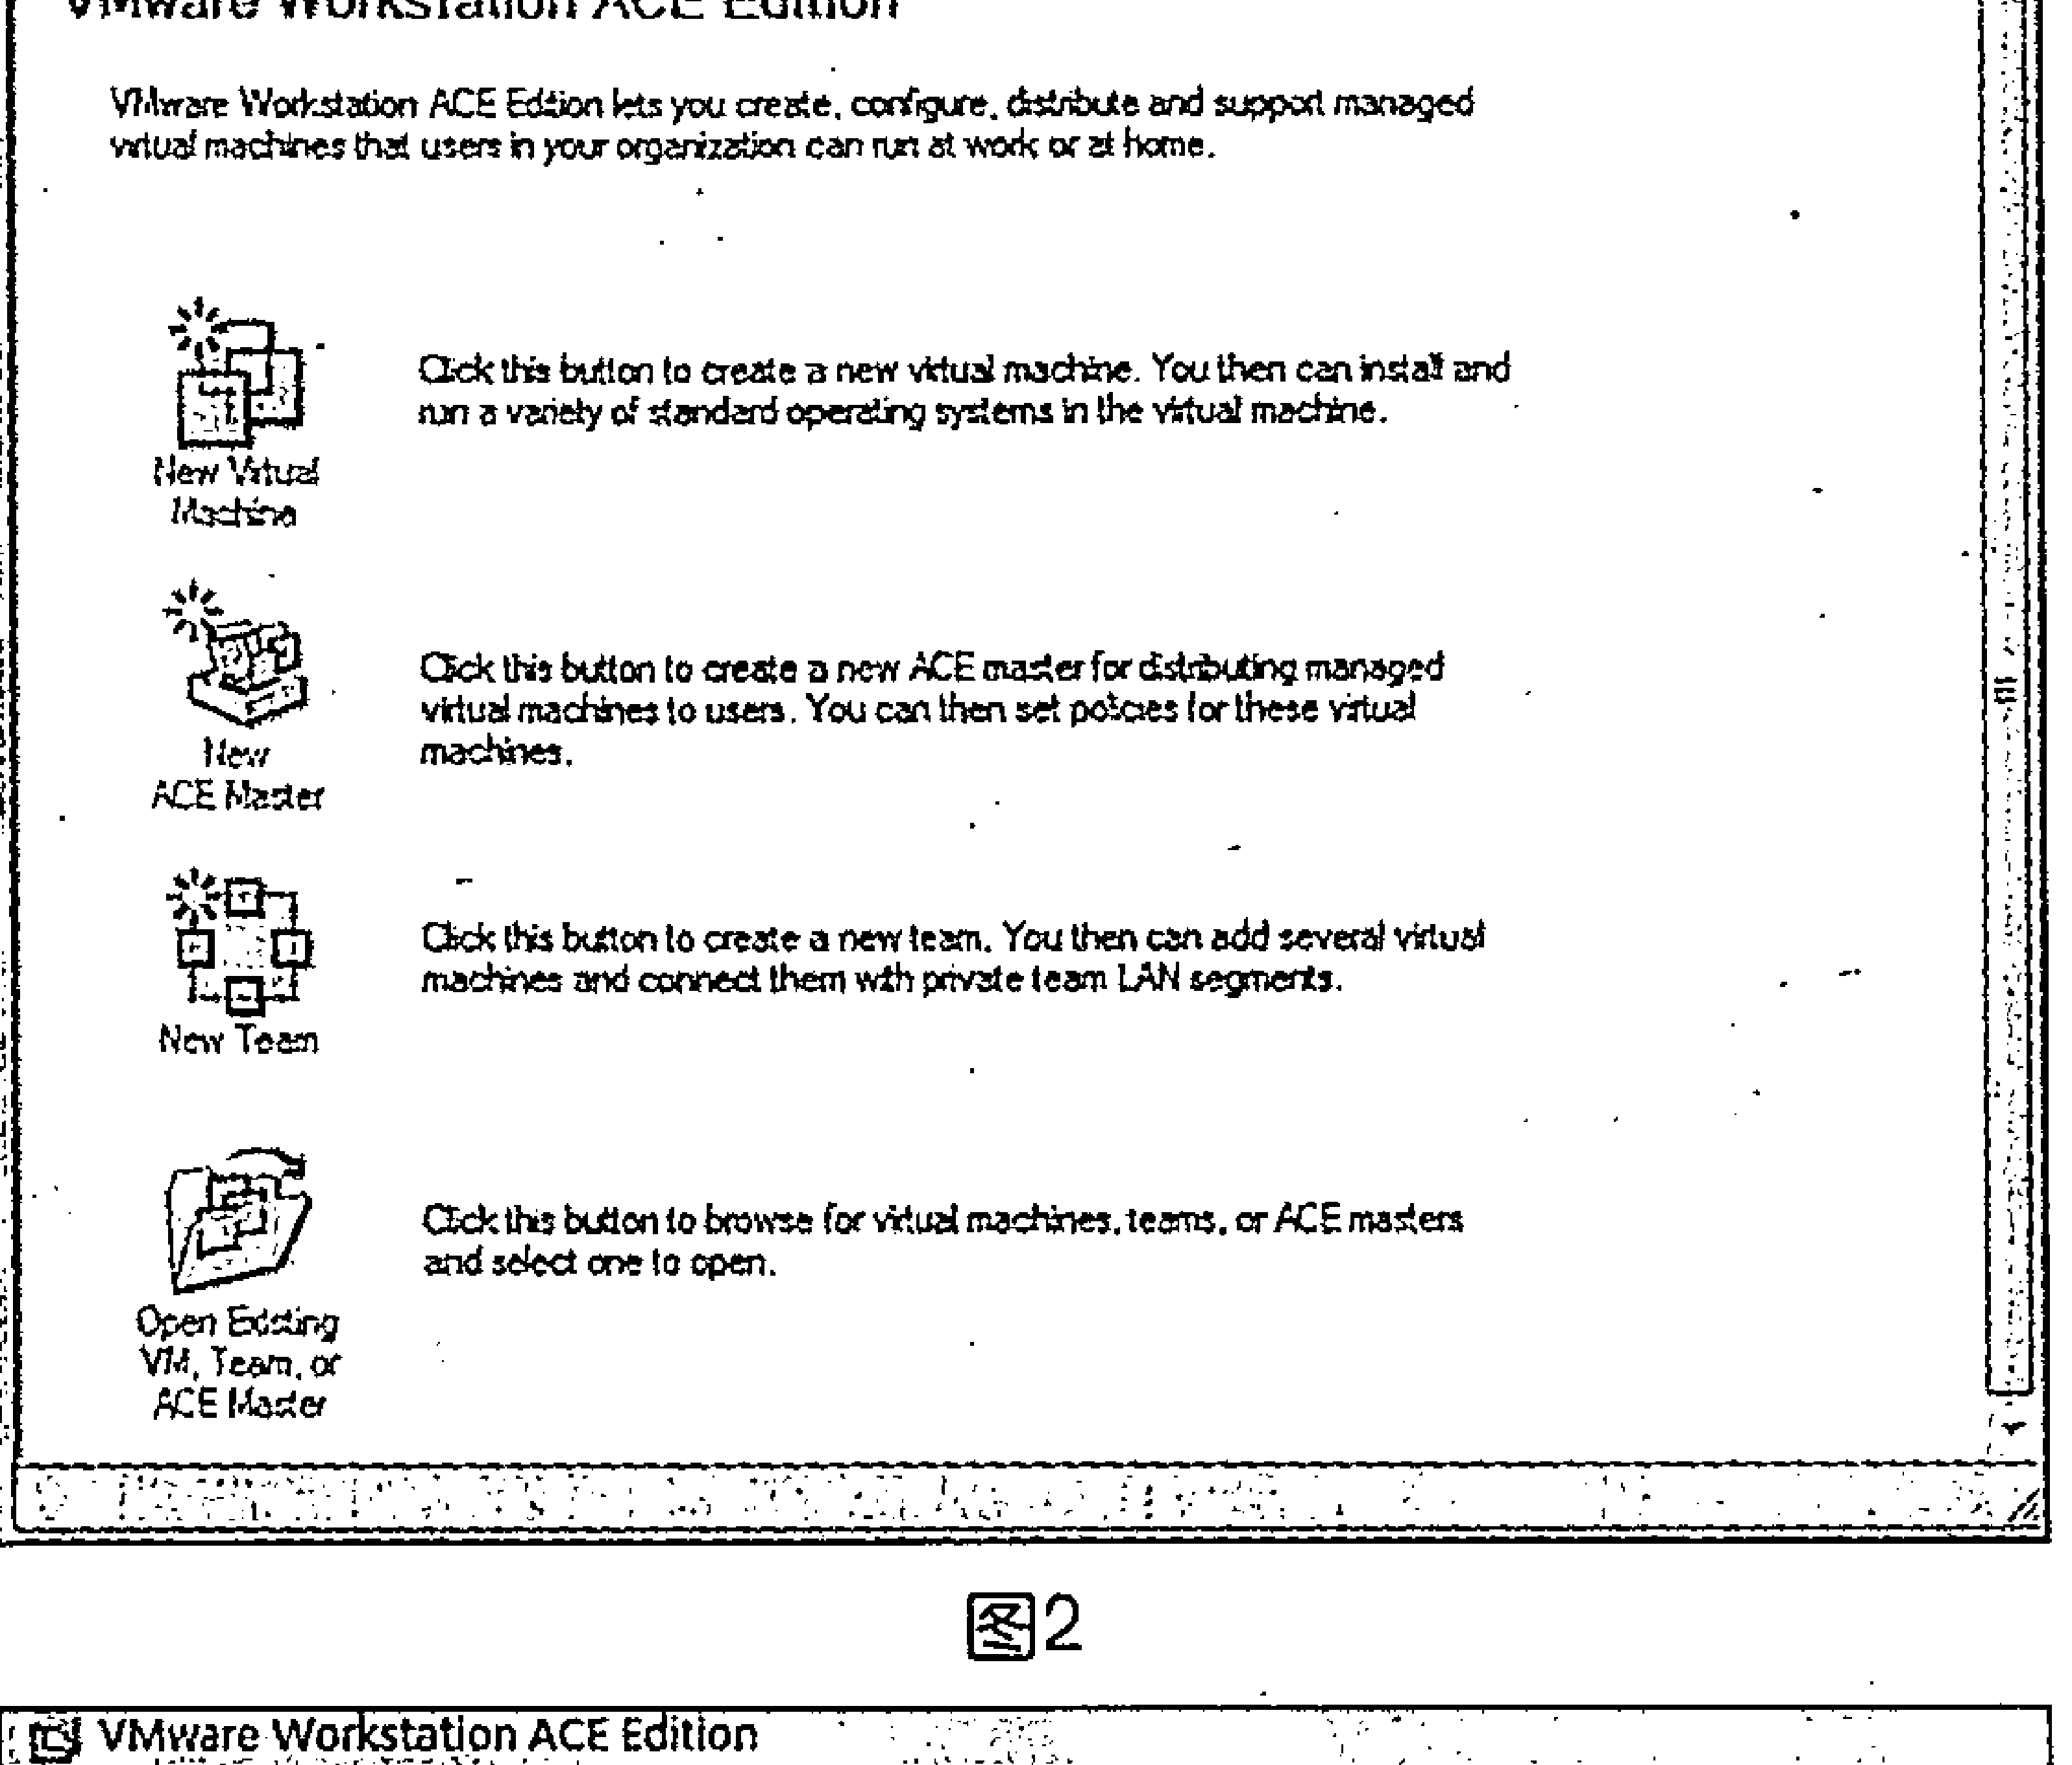 VMware Workstation ACE Edition
VMware Workstation ACE Edition lets you create, configure, distribute and support managed
virtual machines that users in your organization can run at work or at home.
Click this button to create a new virtual machine. You then can install and
run a variety of standard operating systems in the virtual machine.
New Virtual
Machine
Click this button to create a new ACE master for distributing managed
virtual machines to users. You can then set policies for these virtual
machines.
New
ACE Master
Click this button to create a new team. You then can add several virtual
machines and connect them with private team LAN segments.
New Team
Click this button to browse for virtual machines, teams, or ACE masters
and select one to open.
Open Existing
VM, Team, or
ACE Master
图2
VMware Workstation ACE Edition